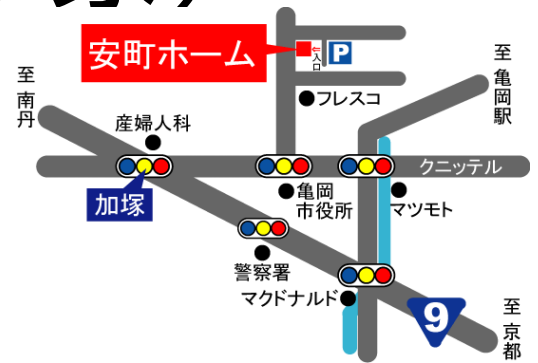 安町ホーム
入口
P
至亀岡駅
至南丹
フレスコ
産婦人科
クニッテル
加塚
亀岡
市役所
マツモト
警察署
マクドナルド
9
至京都